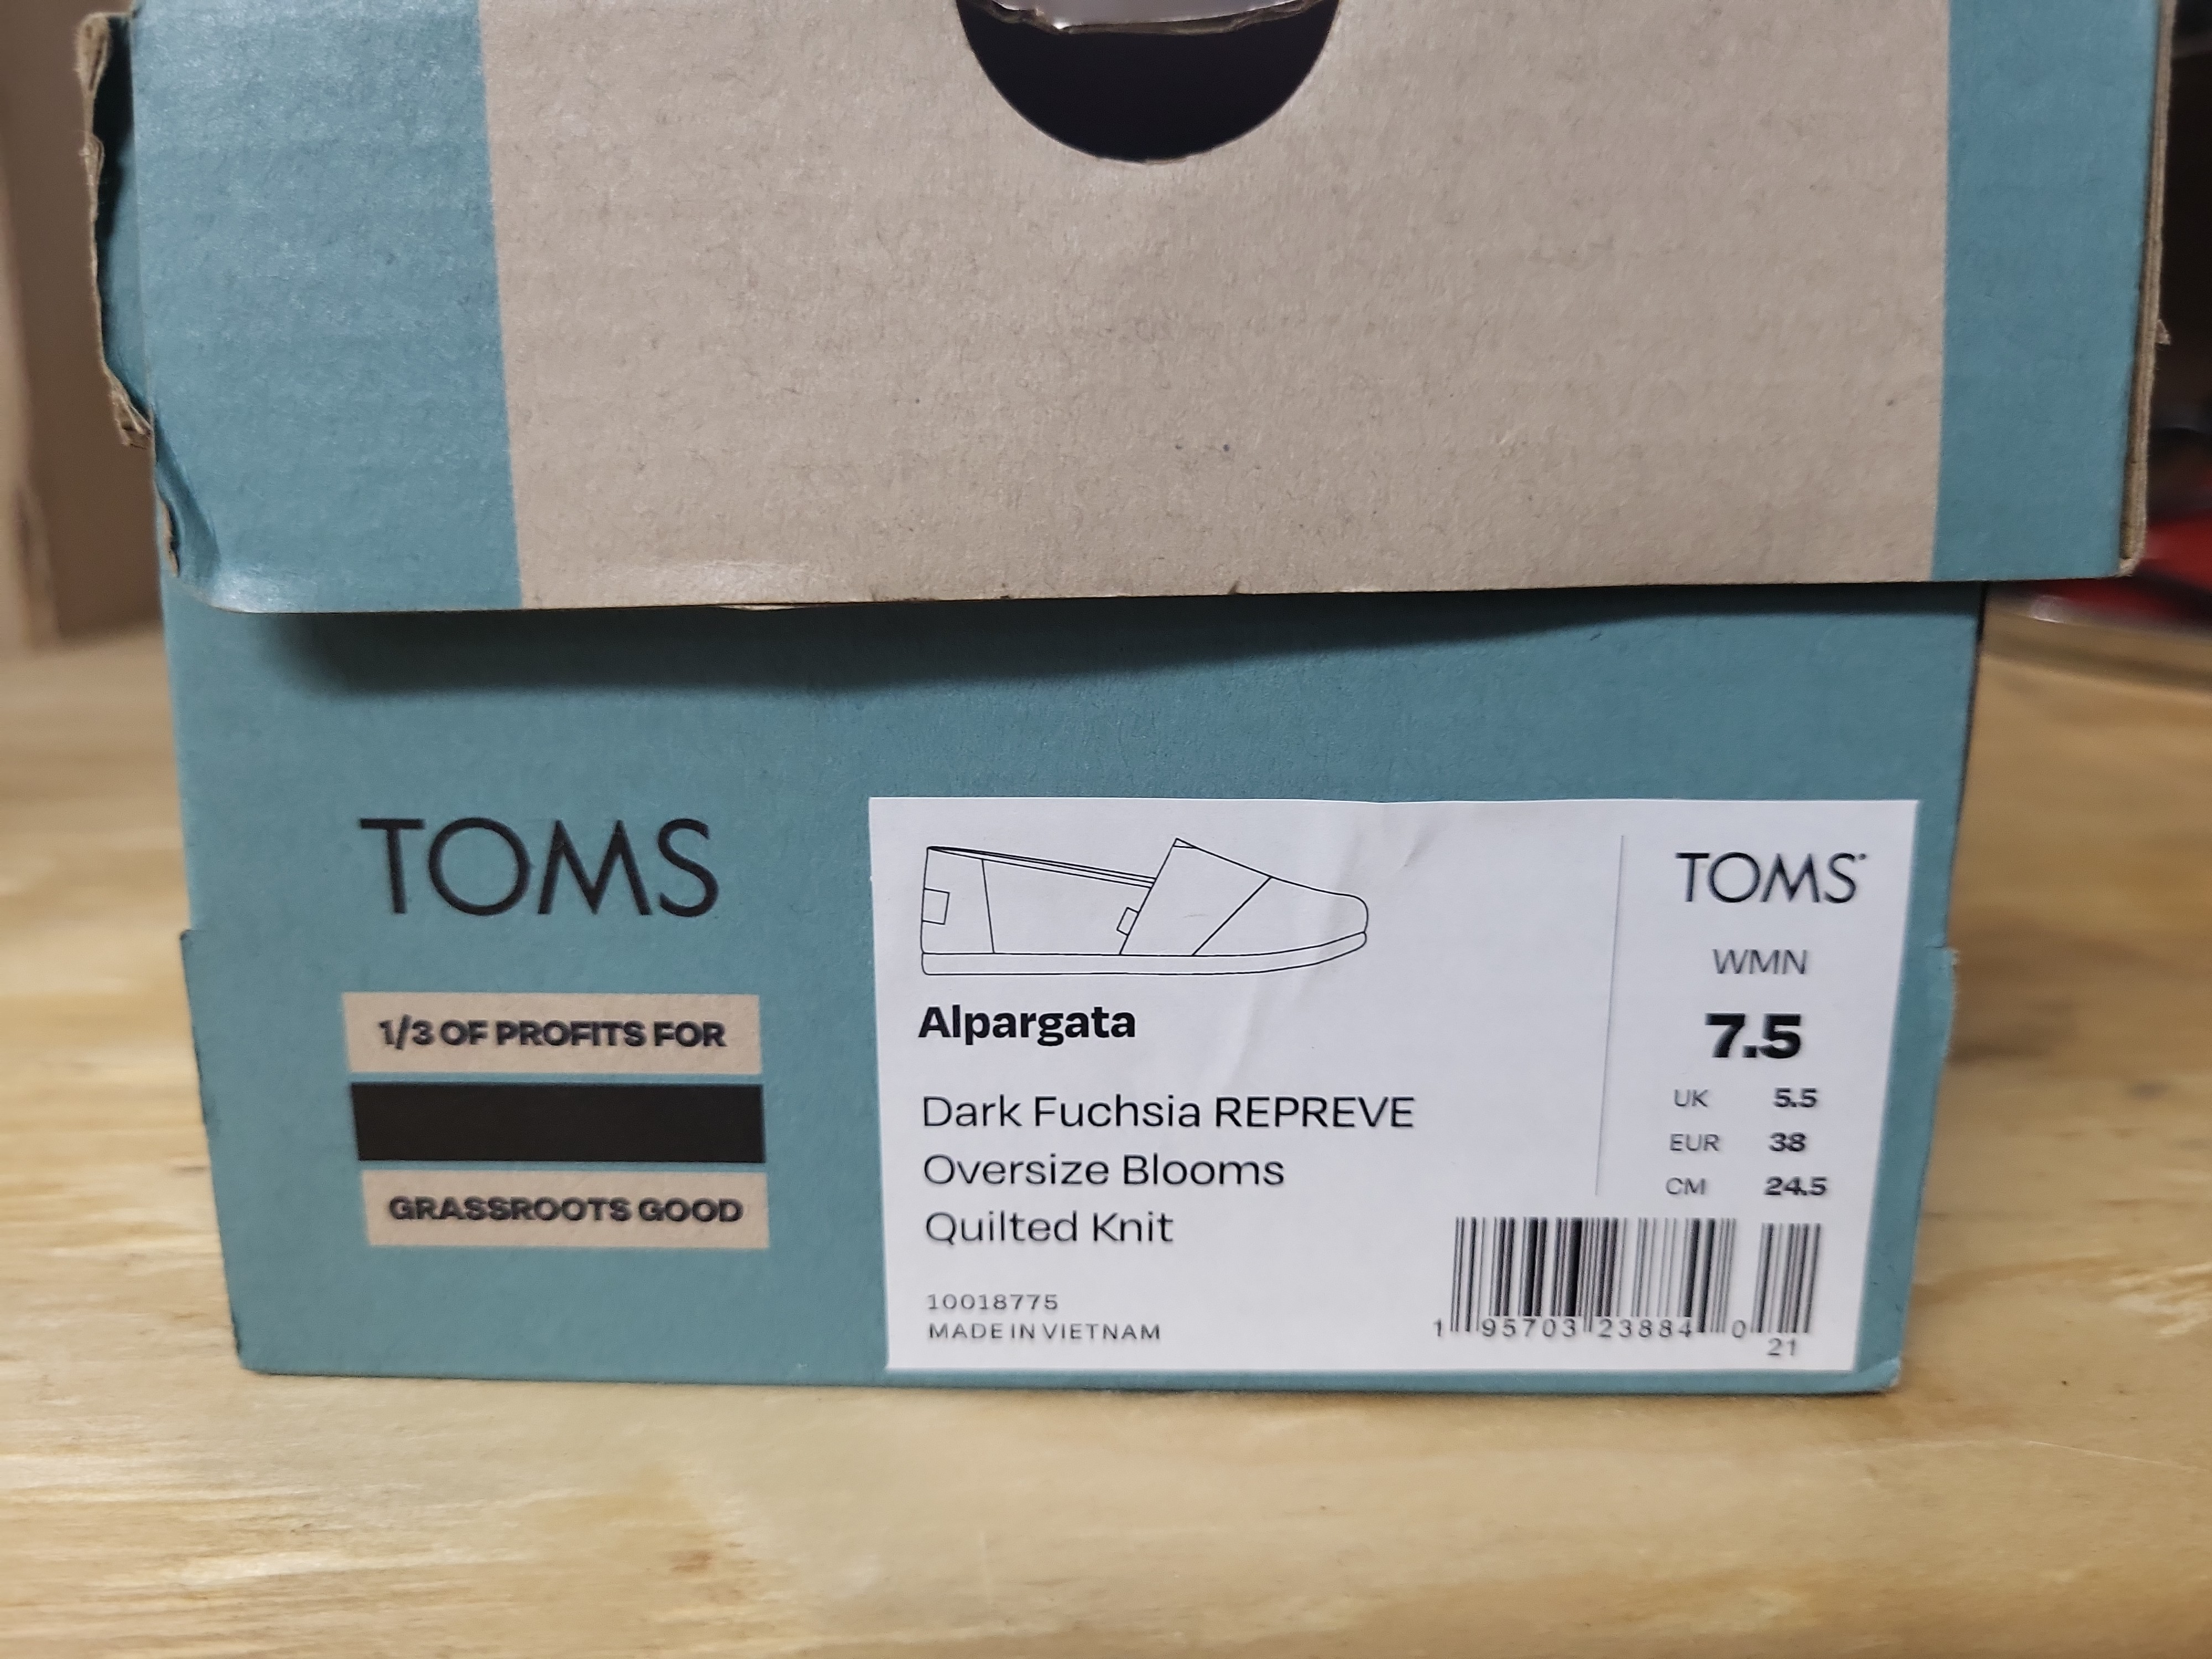 TOMS
1/3 OF PROFITS FOR
GRASSROOTS GOOD
Alpargata
Dark Fuchsia REPREVE
Oversize Blooms
Quilted Knit
10018775
MADE IN VIETNAM
TOMS
WMN
7.5
UK 5.5
EUR 38
CM 24.5
1 95703 23884 0
21